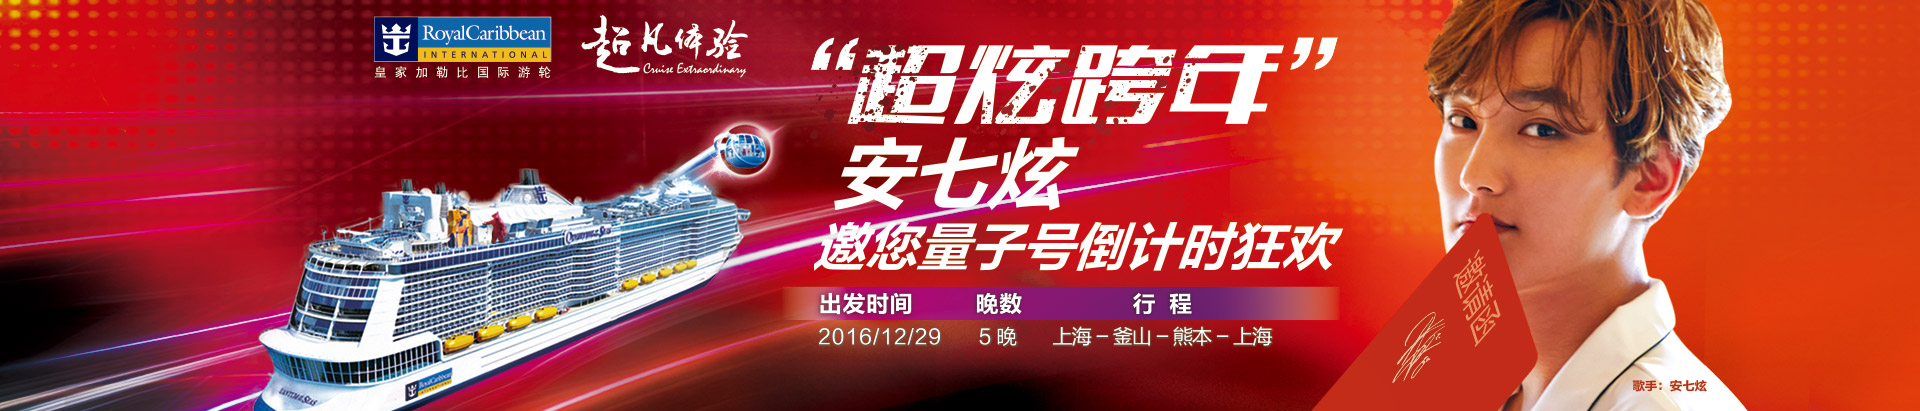 RoyalCaribbean
INTERNATIONAL
皇家加勒比国际游轮
超凡体验
Cruise Extraordinary
“超炫跨年”
安七炫
邀您量子号倒计时狂欢
出发时间 晚数 行程
2016/12/29 5晚 上海－釜山－熊本－上海
RoyalCaribbean
INTERNATIONAL
邀请函
歌手：安七炫